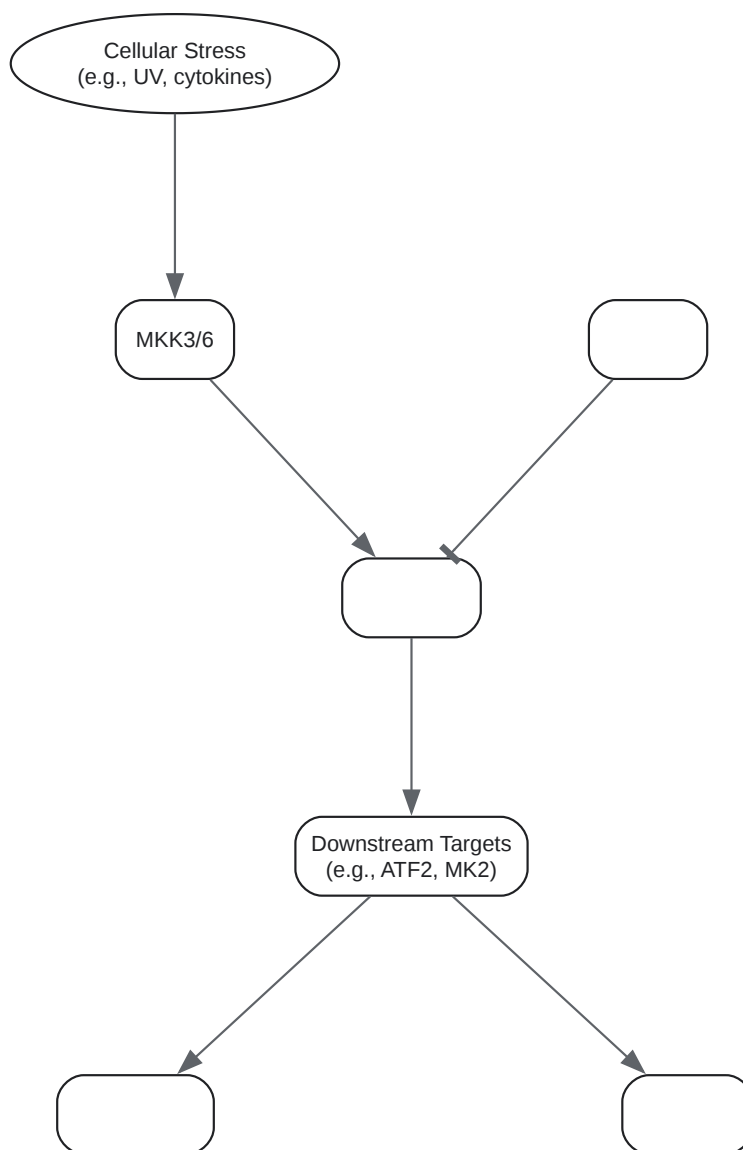 Cellular Stress
(e.g., UV, cytokines)
MKK3/6
Downstream Targets
(e.g., ATF2, MK2)